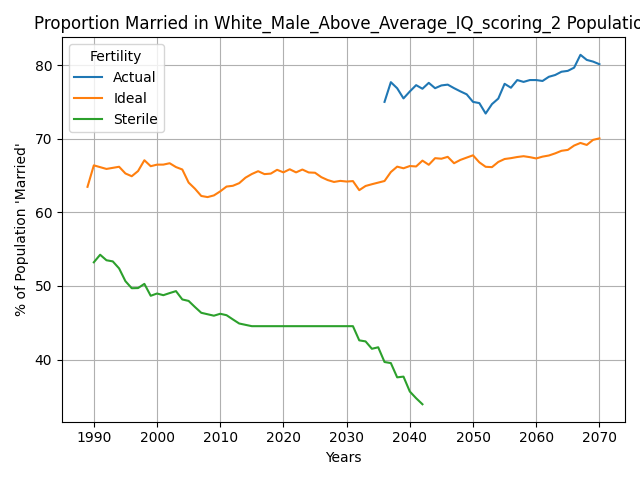 Proportion Married in White_Male_Above_Average_IQ_scoring_2 Populatio
Fertility
Actual
Ideal
Sterile
80
70
60
50
40
% of Population 'Married'
1990 2000 2010 2020 2030 2040 2050 2060 2070
Years